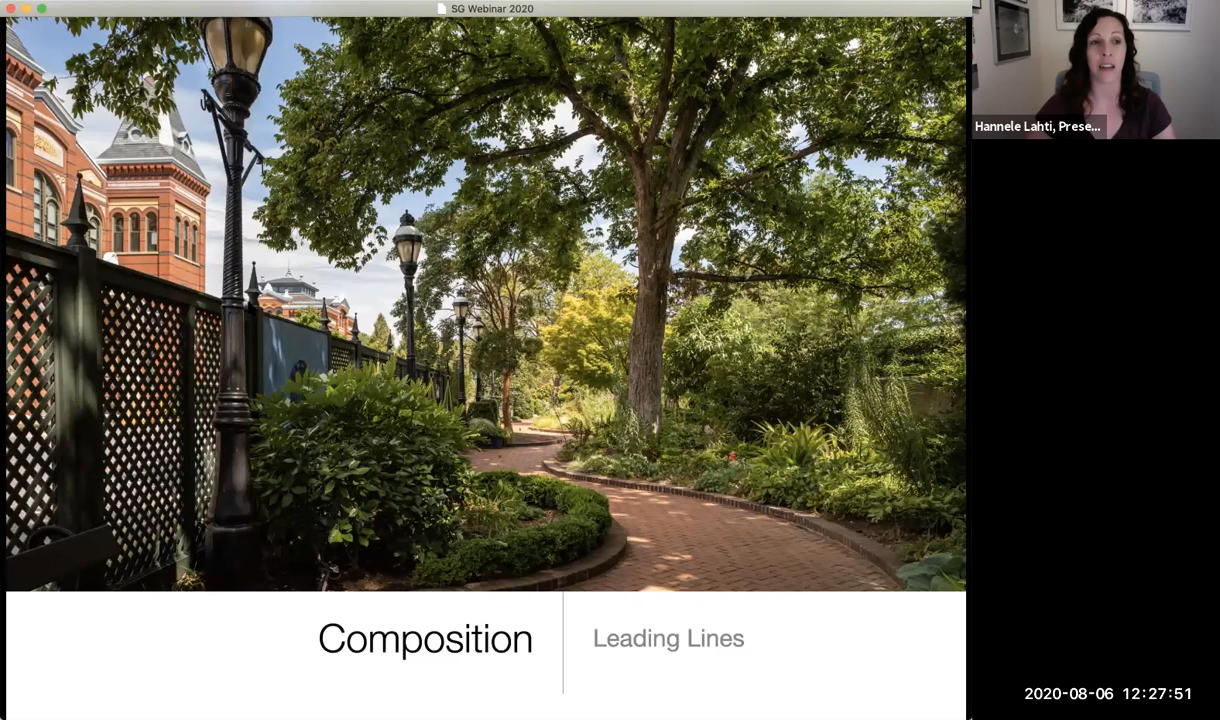 SG Webinar 2020
Hannele Lahti, Prese...
Composition
Leading Lines
2020-08-06 12:27:51